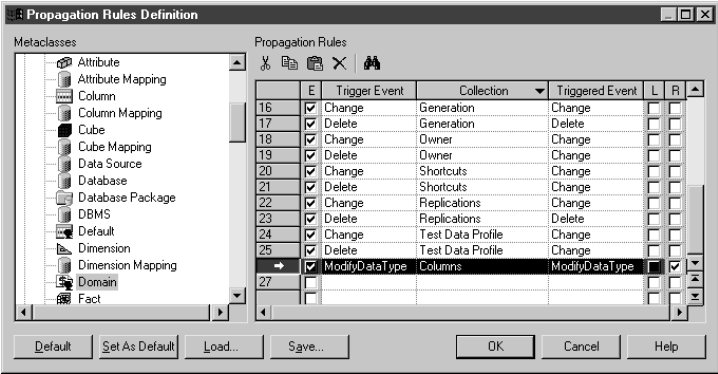 Propagation Rules Definition
Metaclasses
Attribute
Attribute Mapping
Column
Column Mapping
Cube
Cube Mapping
Data Source
Database
Database Package
DBMS
Default
Dimension
Dimension Mapping
Domain
Fact
Propagation Rules
E Trigger Event Collection Triggered Event L R
16 Change Generation Change
17 Delete Generation Delete
18 Change Owner Change
19 Delete Owner Change
20 Change Shortcuts Change
21 Delete Shortcuts Change
22 Change Replications Change
23 Delete Replications Delete
24 Change Test Data Profile Change
25 Delete Test Data Profile Change
ModifyDataType Columns ModifyDataType
27
Default Set As Default Load... Save... OK Cancel Help